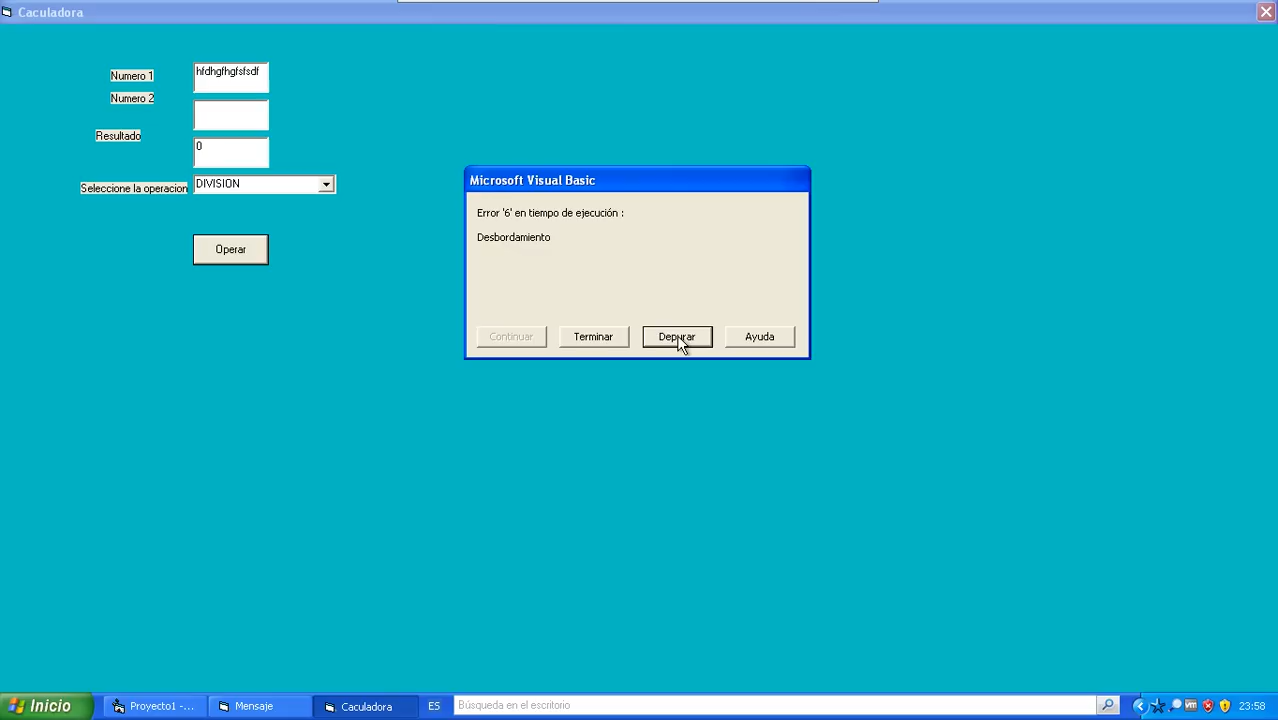 Caculadora
Numero 1
hfdhgfhgfsfsdf
Numero 2
Resultado
0
Seleccione la operacion
DIVISION
Operar
Microsoft Visual Basic
Error '6' en tiempo de ejecución :
Desbordamiento
Continuar
Terminar
Depurar
Ayuda
Inicio
Proyecto1 -...
Mensaje
Caculadora
ES
Búsqueda en el escritorio
23:58